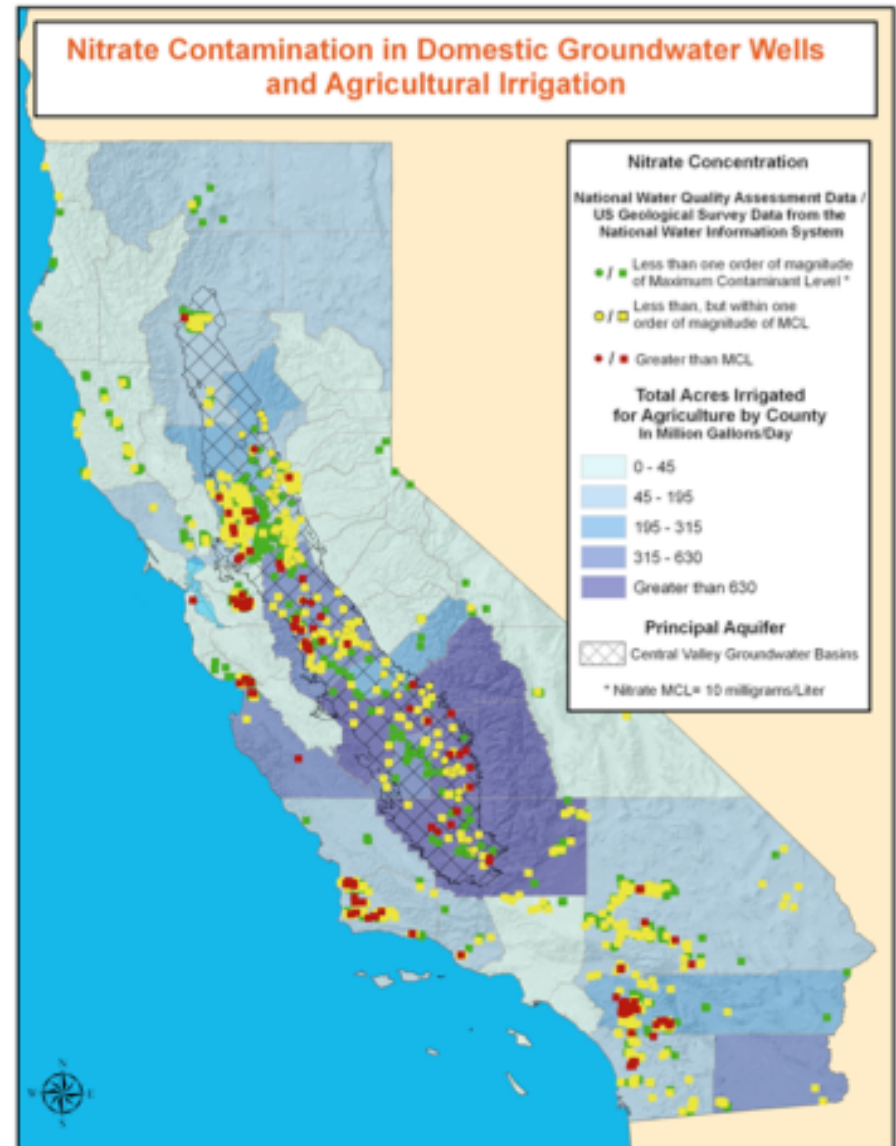 Nitrate Contamination in Domestic Groundwater Wells
and Agricultural Irrigation
Nitrate Concentration
National Water Quality Assessment Data /
US Geological Survey Data from the
National Water Information System
/ Less than one order of magnitude
of Maximum Contaminant Level *
/ Less than, but within one
order of magnitude of MCL
/ Greater than MCL
Total Acres Irrigated
for Agriculture by County
In Million Gallons/Day
0 - 45
45 - 195
195 - 315
315 - 630
Greater than 630
Principal Aquifer
Central Valley Groundwater Basins
* Nitrate MCL= 10 milligrams/Liter
N
W E
S